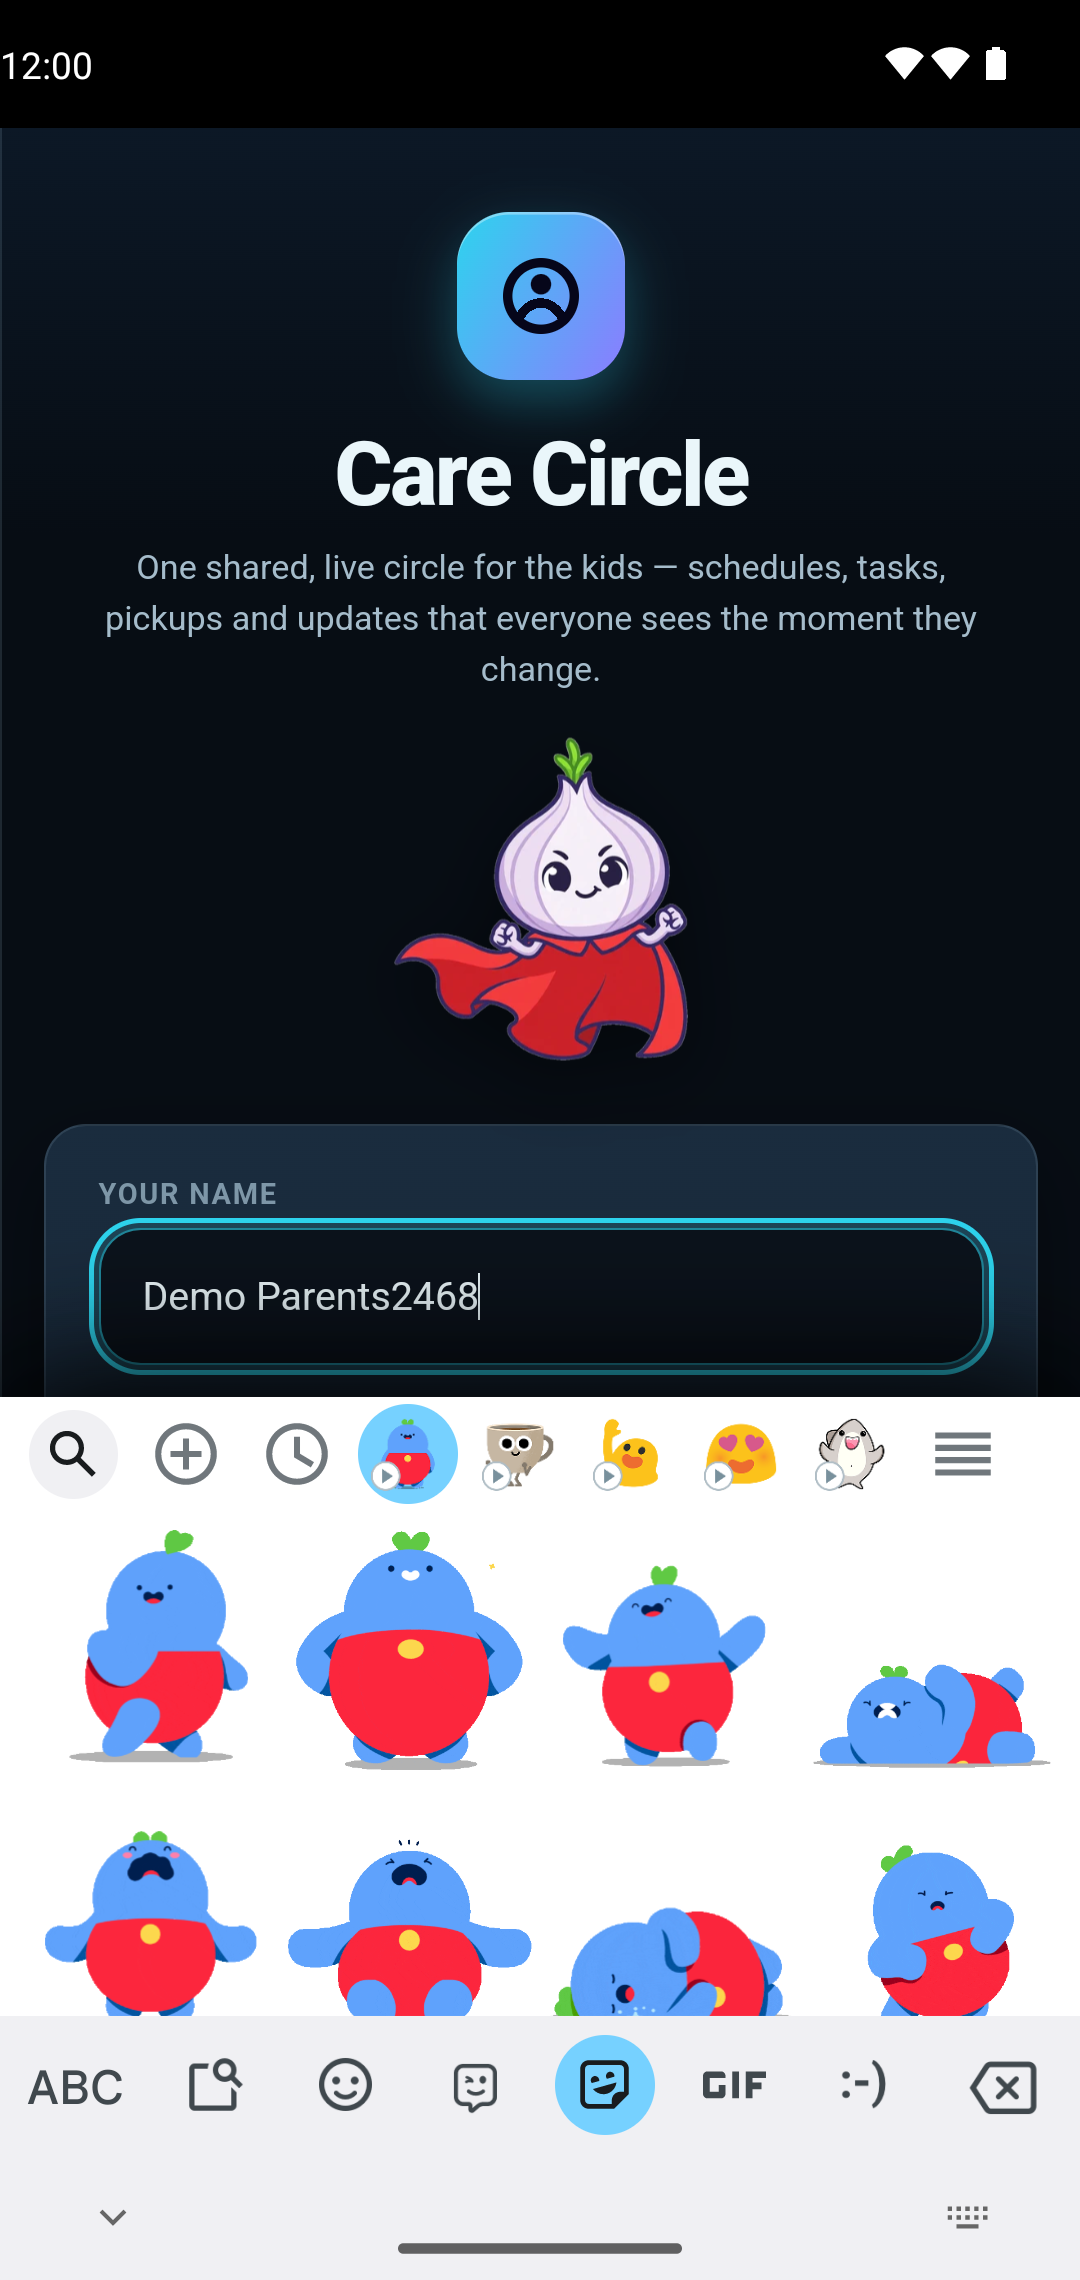 12:00
Care Circle
One shared, live circle for the kids — schedules, tasks,
pickups and updates that everyone sees the moment they
change.
YOUR NAME
Demo Parents2468
ABC
GIF
:-)